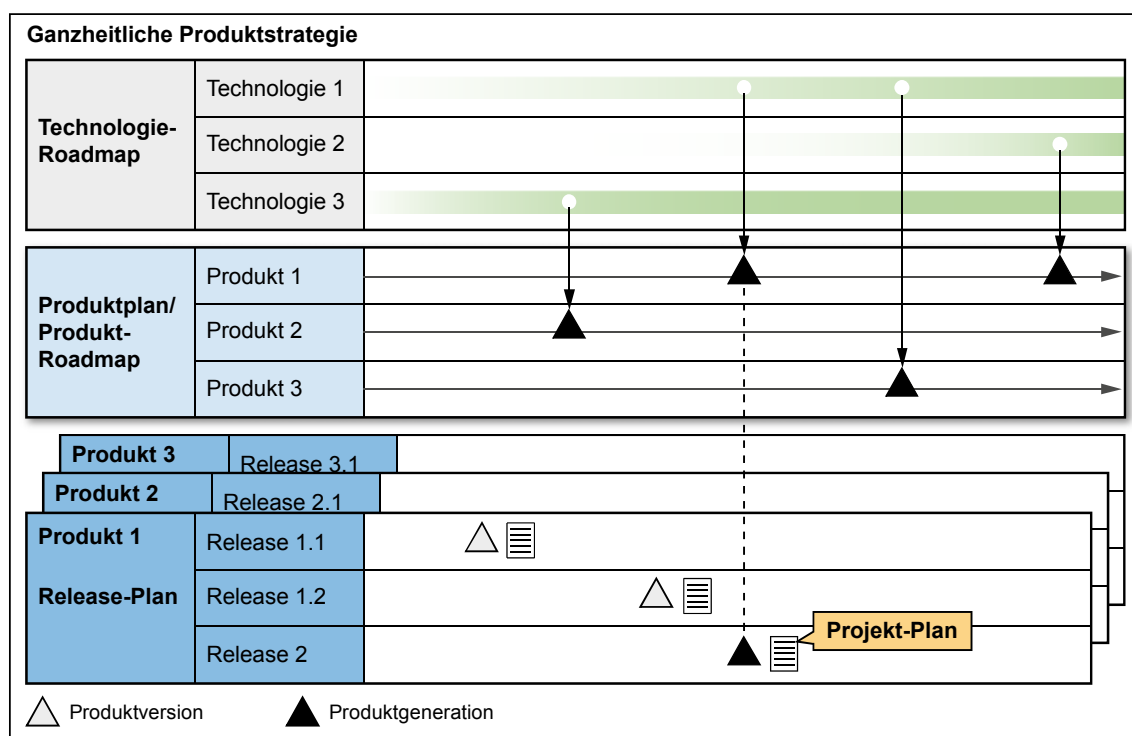 Ganzheitliche Produktstrategie
Technologie-
Roadmap
Technologie 1
Technologie 2
Technologie 3
Produktplan/
Produkt-
Roadmap
Produkt 1
Produkt 2
Produkt 3
Produkt 3
Release 3.1
Produkt 2
Release 2.1
Produkt 1
Release-Plan
Release 1.1
Release 1.2
Release 2
Projekt-Plan
Produktversion
Produktgeneration